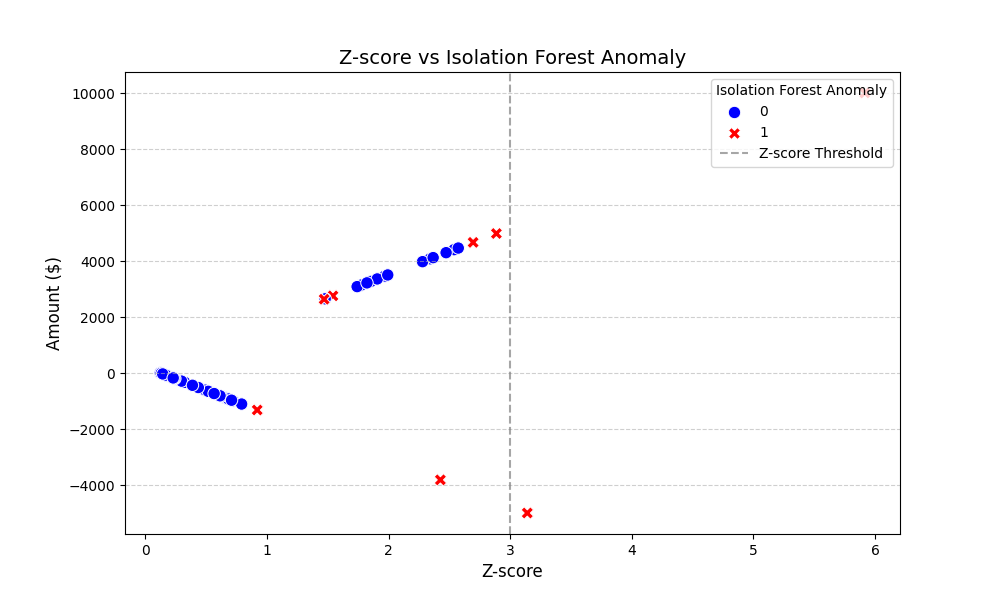 Z-score vs Isolation Forest Anomaly
Amount ($)
10000
8000
6000
4000
2000
0
−2000
−4000
Isolation Forest Anomaly
0
1
Z-score Threshold
0 1 2 3 4 5 6
Z-score